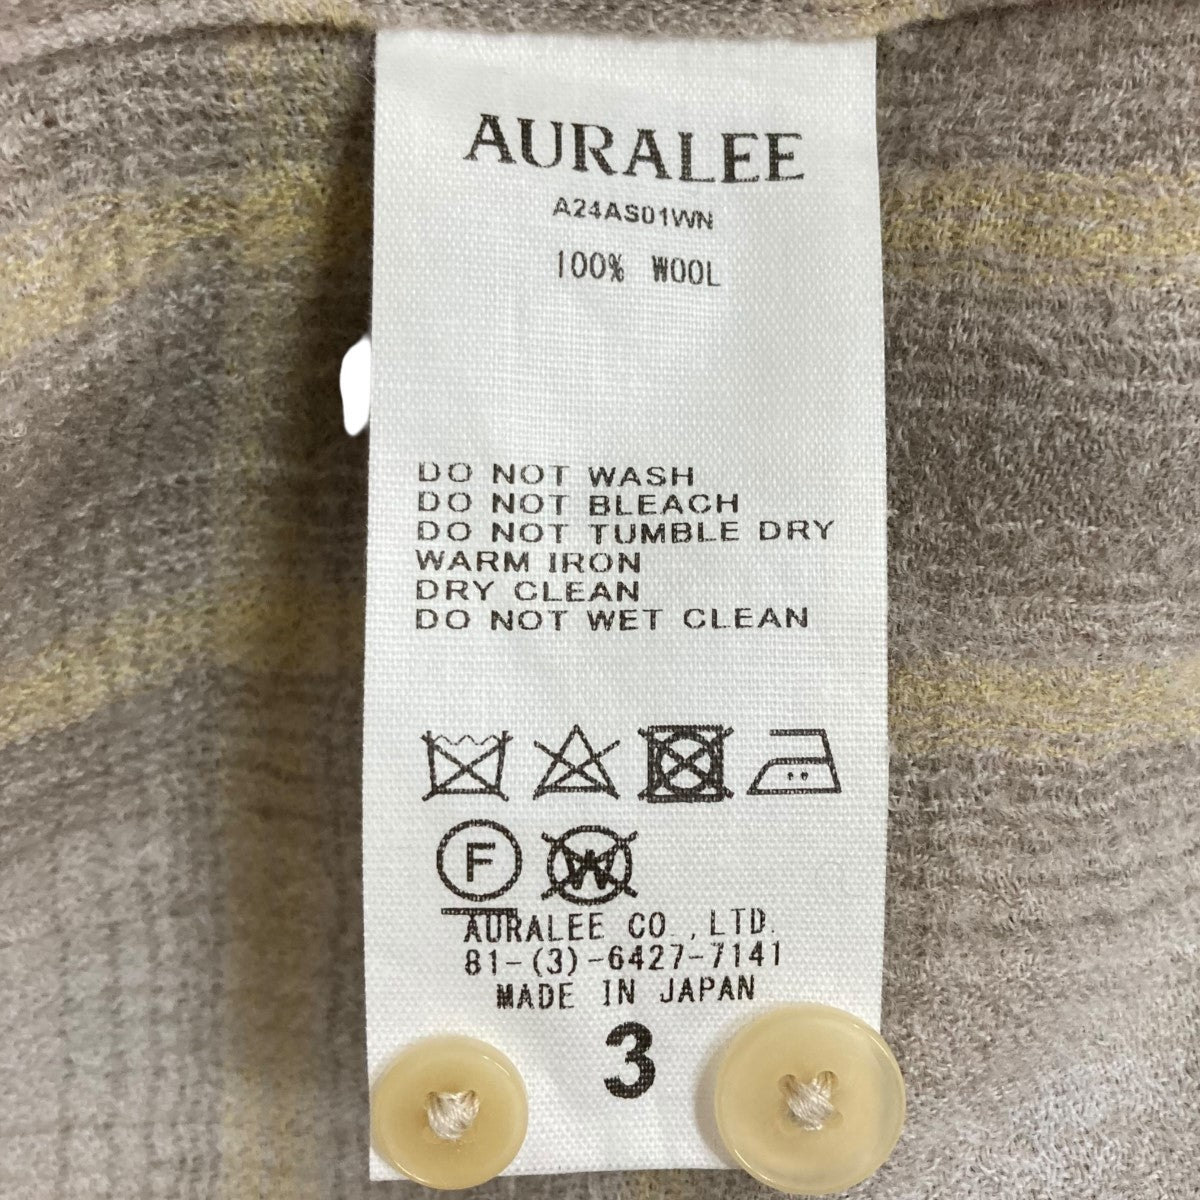 AURALEE
A24AS01WN
100% WOOL
DO NOT WASH
DO NOT BLEACH
DO NOT TUMBLE DRY
WARM IRON
DRY CLEAN
DO NOT WET CLEAN
F W
AURALEE CO.,LTD.
81-(3)-6427-7141
MADE IN JAPAN
3